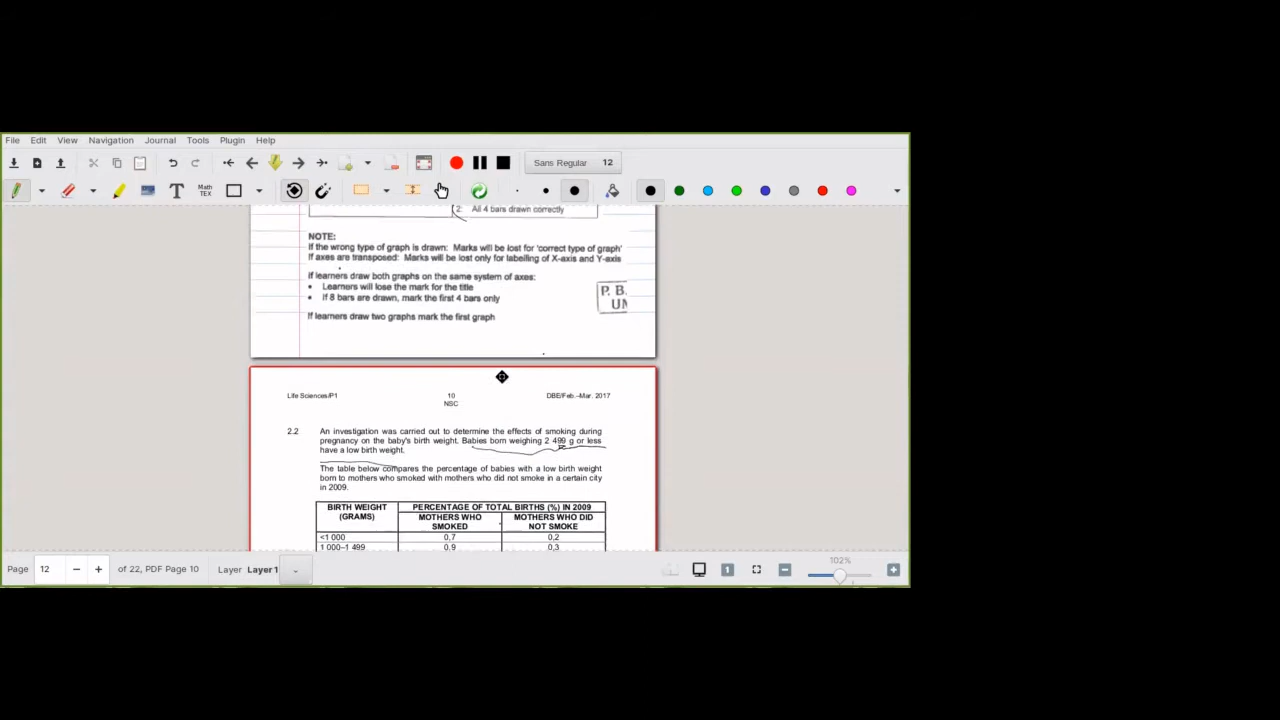 File Edit View Navigation Journal Tools Plugin Help
Sans Regular 12
T Math TEX
2. All 4 bars drawn correctly
NOTE:
If the wrong type of graph is drawn: Marks will be lost for 'correct type of graph'
If axes are transposed: Marks will be lost only for labelling of X-axis and Y-axis
If learners draw both graphs on the same system of axes:
• Learners will lose the mark for the title
• If 8 bars are drawn, mark the first 4 bars only
P. B.
UN
If learners draw two graphs mark the first graph
Life Sciences/P1 10 DBE/Feb.–Mar. 2017
NSC
2.2 An investigation was carried out to determine the effects of smoking during
pregnancy on the baby's birth weight. Babies born weighing 2 499 g or less
have a low birth weight.
The table below compares the percentage of babies with a low birth weight
born to mothers who smoked with mothers who did not smoke in a certain city
in 2009.
BIRTH WEIGHT (GRAMS) PERCENTAGE OF TOTAL BIRTHS (%) IN 2009
MOTHERS WHO SMOKED MOTHERS WHO DID NOT SMOKE
<1 000 0,7 0,2
1 000–1 499 0,9 0,3
Page 12 of 22, PDF Page 10 Layer Layer 1 1 102%